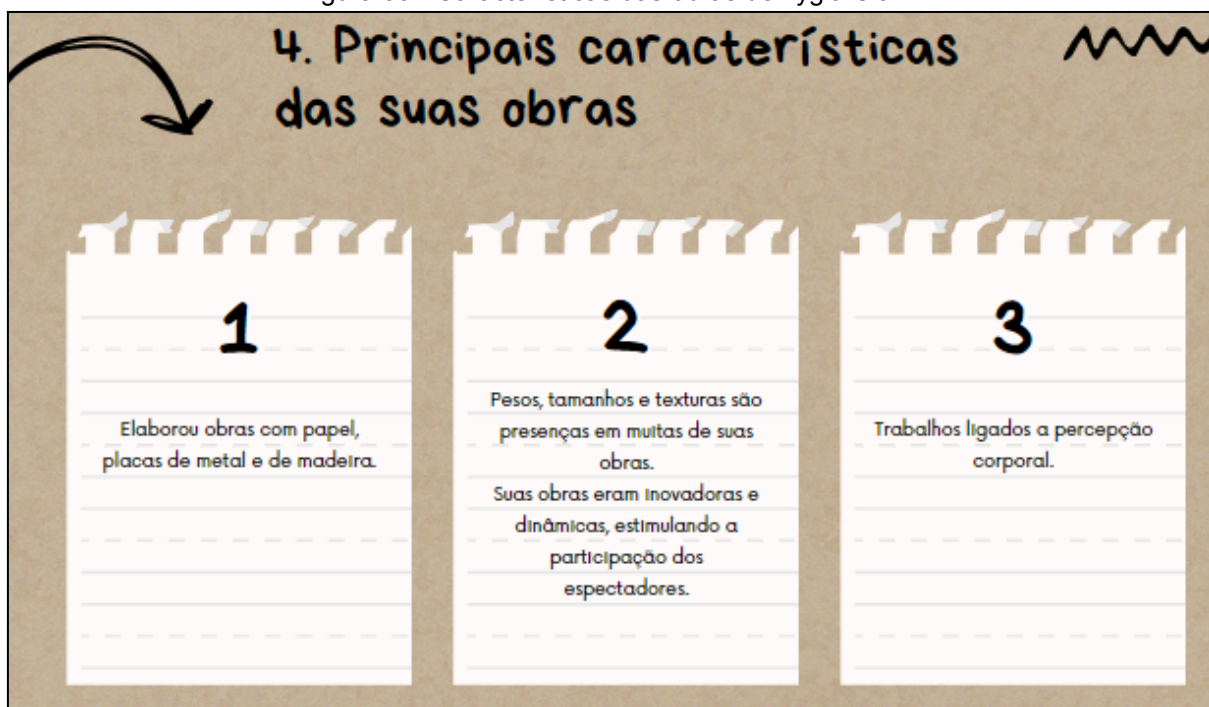 4. Principais características
das suas obras
1
Elaborou obras com papel,
placas de metal e de madeira.
2
Pesos, tamanhos e texturas são
presenças em muitas de suas
obras.
Suas obras eram inovadoras e
dinâmicas, estimulando a
participação dos
espectadores.
3
Trabalhos ligados a percepção
corporal.